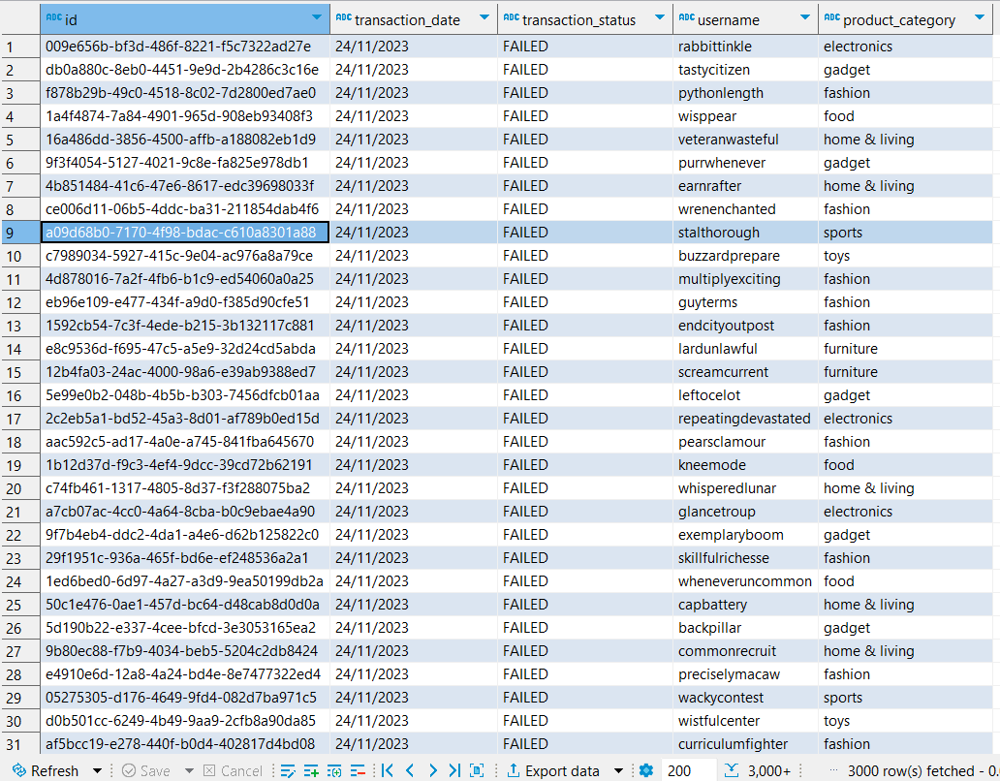 ABC id ABC transaction_date ABC transaction_status ABC username ABC product_category
1 009e656b-bf3d-486f-8221-f5c7322ad27e 24/11/2023 FAILED rabbittinkle electronics
2 db0a880c-8eb0-4451-9e9d-2b4286c3c16e 24/11/2023 FAILED tastycitizen gadget
3 f878b29b-49c0-4518-8c02-7d2800ed7ae0 24/11/2023 FAILED pythonlength fashion
4 1a4f4874-7a84-4901-965d-908eb93408f3 24/11/2023 FAILED wisppear food
5 16a486dd-3856-4500-affb-a188082eb1d9 24/11/2023 FAILED veteranwasteful home & living
6 9f3f4054-5127-4021-9c8e-fa825e978db1 24/11/2023 FAILED purrwhenever gadget
7 4b851484-41c6-47e6-8617-edc39698033f 24/11/2023 FAILED earnrafter home & living
8 ce006d11-06b5-4ddc-ba31-211854dab4f6 24/11/2023 FAILED wrenenchanted fashion
9 a09d68b0-7170-4f98-bdac-c610a8301a88 24/11/2023 FAILED stalthorough sports
10 c7989034-5927-415c-9e04-ac976a8a79ce 24/11/2023 FAILED buzzardprepare toys
11 4d878016-7a2f-4fb6-b1c9-ed54060a0a25 24/11/2023 FAILED multiplyexciting fashion
12 eb96e109-e477-434f-a9d0-f385d90cfe51 24/11/2023 FAILED guyterms fashion
13 1592cb54-7c3f-4ede-b215-3b132117c881 24/11/2023 FAILED endcityoutpost fashion
14 e8c9536d-f695-47c5-a5e9-32d24cd5abda 24/11/2023 FAILED lardunlawful furniture
15 12b4fa03-24ac-4000-98a6-e39ab9388ed7 24/11/2023 FAILED screamcurrent furniture
16 5e99e0b2-048b-4b5b-b303-7456dfcb01aa 24/11/2023 FAILED leftocelot gadget
17 2c2eb5a1-bd52-45a3-8d01-af789b0ed15d 24/11/2023 FAILED repeatingdevastated electronics
18 aac592c5-ad17-4a0e-a745-841fba645670 24/11/2023 FAILED pearsclamour fashion
19 1b12d37d-f9c3-4ef4-9dcc-39cd72b62191 24/11/2023 FAILED kneemode food
20 c74fb461-1317-4805-8d37-f3f288075ba2 24/11/2023 FAILED whisperedlunar home & living
21 a7cb07ac-4cc0-4a64-8cba-b0c9ebae4a90 24/11/2023 FAILED glancetroup electronics
22 9f7b4eb4-ddc2-4da1-a4e6-d62b125822c0 24/11/2023 FAILED exemplaryboom gadget
23 29f1951c-936a-465f-bd6e-ef248536a2a1 24/11/2023 FAILED skillfulrichesse fashion
24 1ed6bed0-6d97-4a27-a3d9-9ea50199db2a 24/11/2023 FAILED wheneveruncommon food
25 50c1e476-0ae1-457d-bc64-d48cab8d0d0a 24/11/2023 FAILED capbattery home & living
26 5d190b22-e337-4cee-bfcd-3e3053165ea2 24/11/2023 FAILED backpillar gadget
27 9b80ec88-f7b9-4034-beb5-5204c2db8424 24/11/2023 FAILED commonrecruit home & living
28 e4910e6d-12a8-4a24-bd4e-8e7477322ed4 24/11/2023 FAILED preciselymacaw fashion
29 05275305-d176-4649-9fd4-082d7ba971c5 24/11/2023 FAILED wackycontest sports
30 d0b501cc-6249-4b49-9aa9-2cfb8a90da85 24/11/2023 FAILED wistfulcenter toys
31 af5bcc19-e278-440f-b0d4-402817d4bd08 24/11/2023 FAILED curriculumfighter fashion
Refresh Save Cancel Export data 200 3,000+ ··· 3000 row(s) fetched - 0.